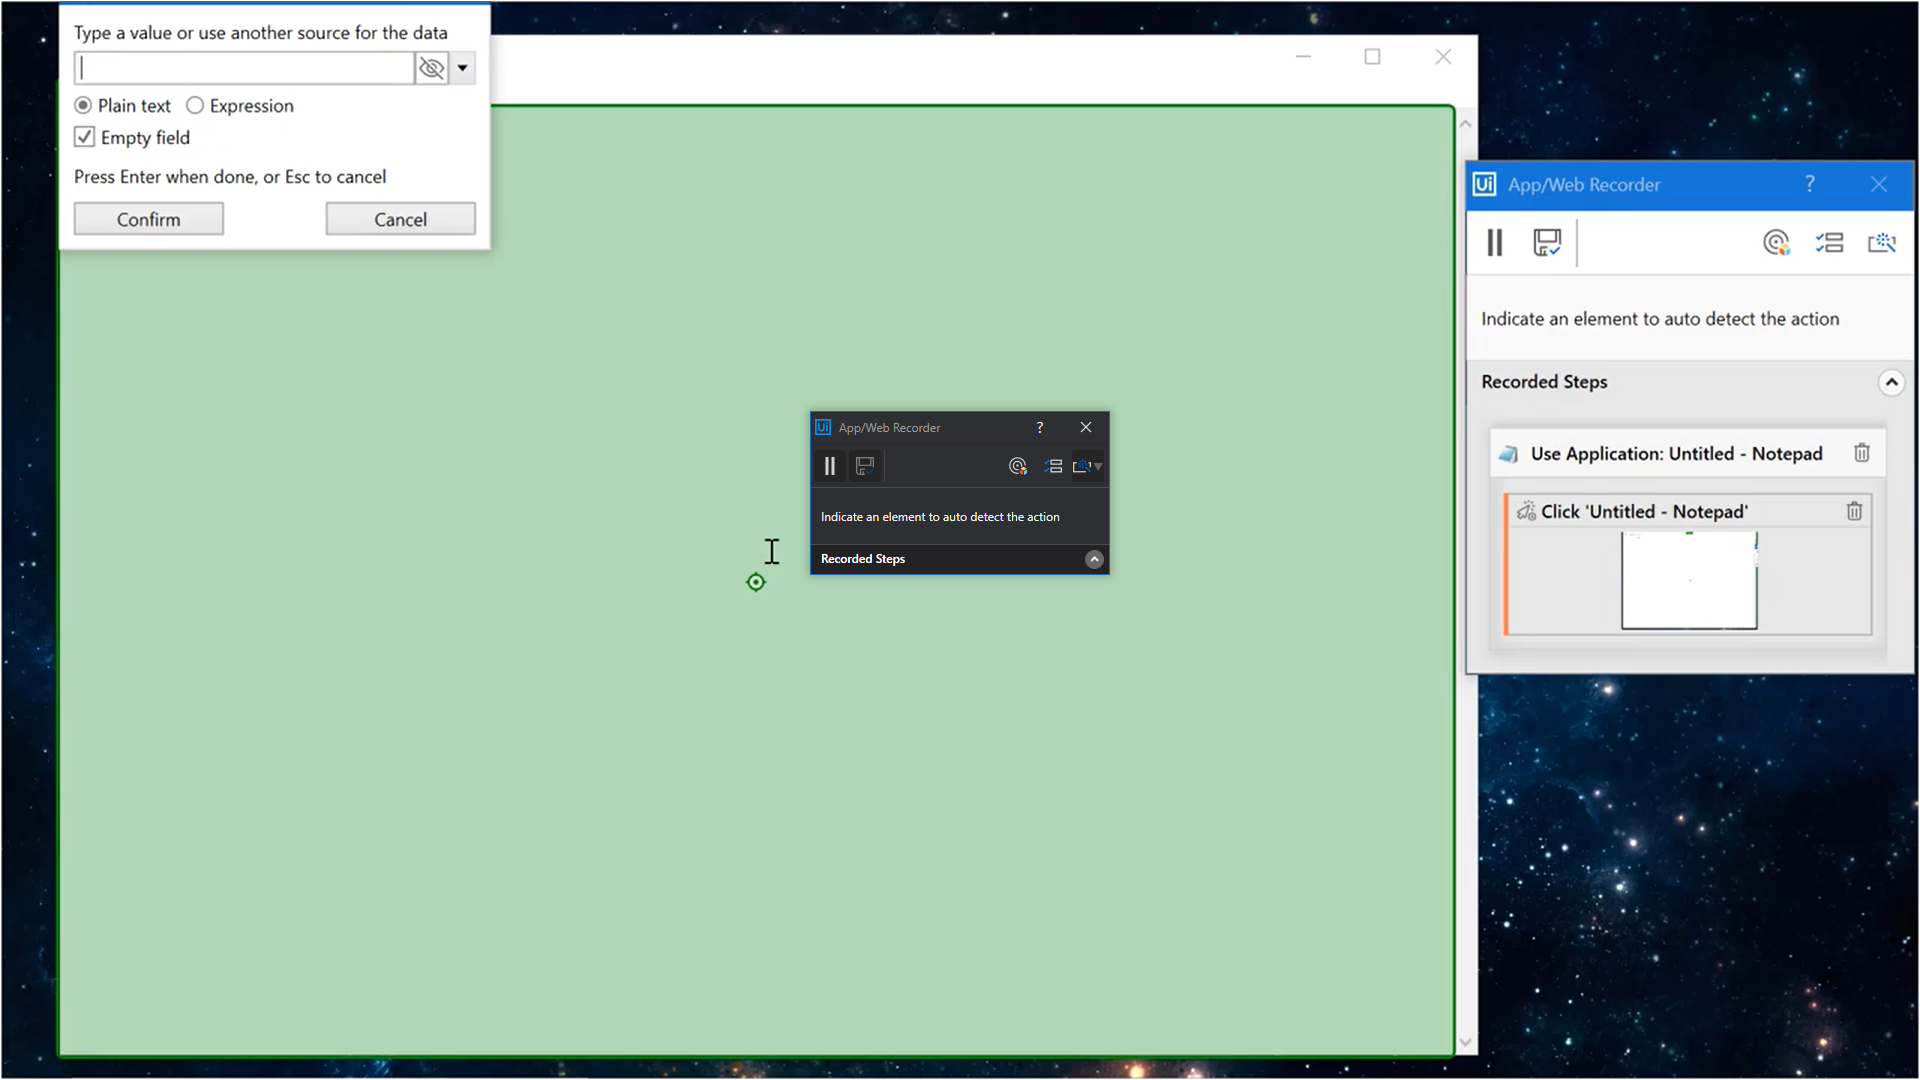 Type a value or use another source for the data
Plain text
Expression
Empty field
Press Enter when done, or Esc to cancel
Confirm
Cancel
Ui App/Web Recorder ?
Indicate an element to auto detect the action
Recorded Steps
Ui App/Web Recorder ?
Indicate an element to auto detect the action
Recorded Steps
Use Application: Untitled - Notepad
Click 'Untitled - Notepad'